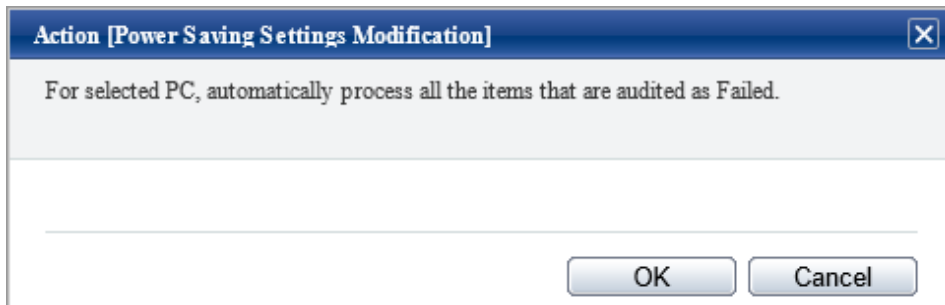 Action [Power Saving Settings Modification]
For selected PC, automatically process all the items that are audited as Failed.
OK Cancel